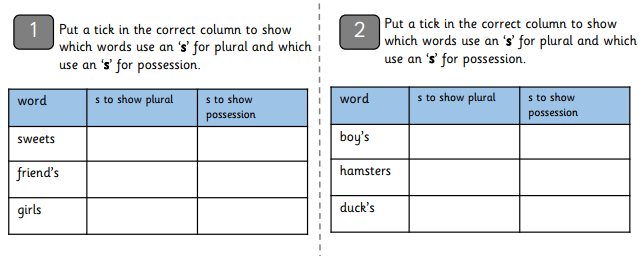 1
Put a tick in the correct column to show
which words use an ‘s’ for plural and which
use an ‘s’ for possession.
word s to show plural s to show
possession
sweets
friend’s
girls
2
Put a tick in the correct column to show
which words use an ‘s’ for plural and which
use an ‘s’ for possession.
word s to show plural s to show
possession
boy’s
hamsters
duck’s